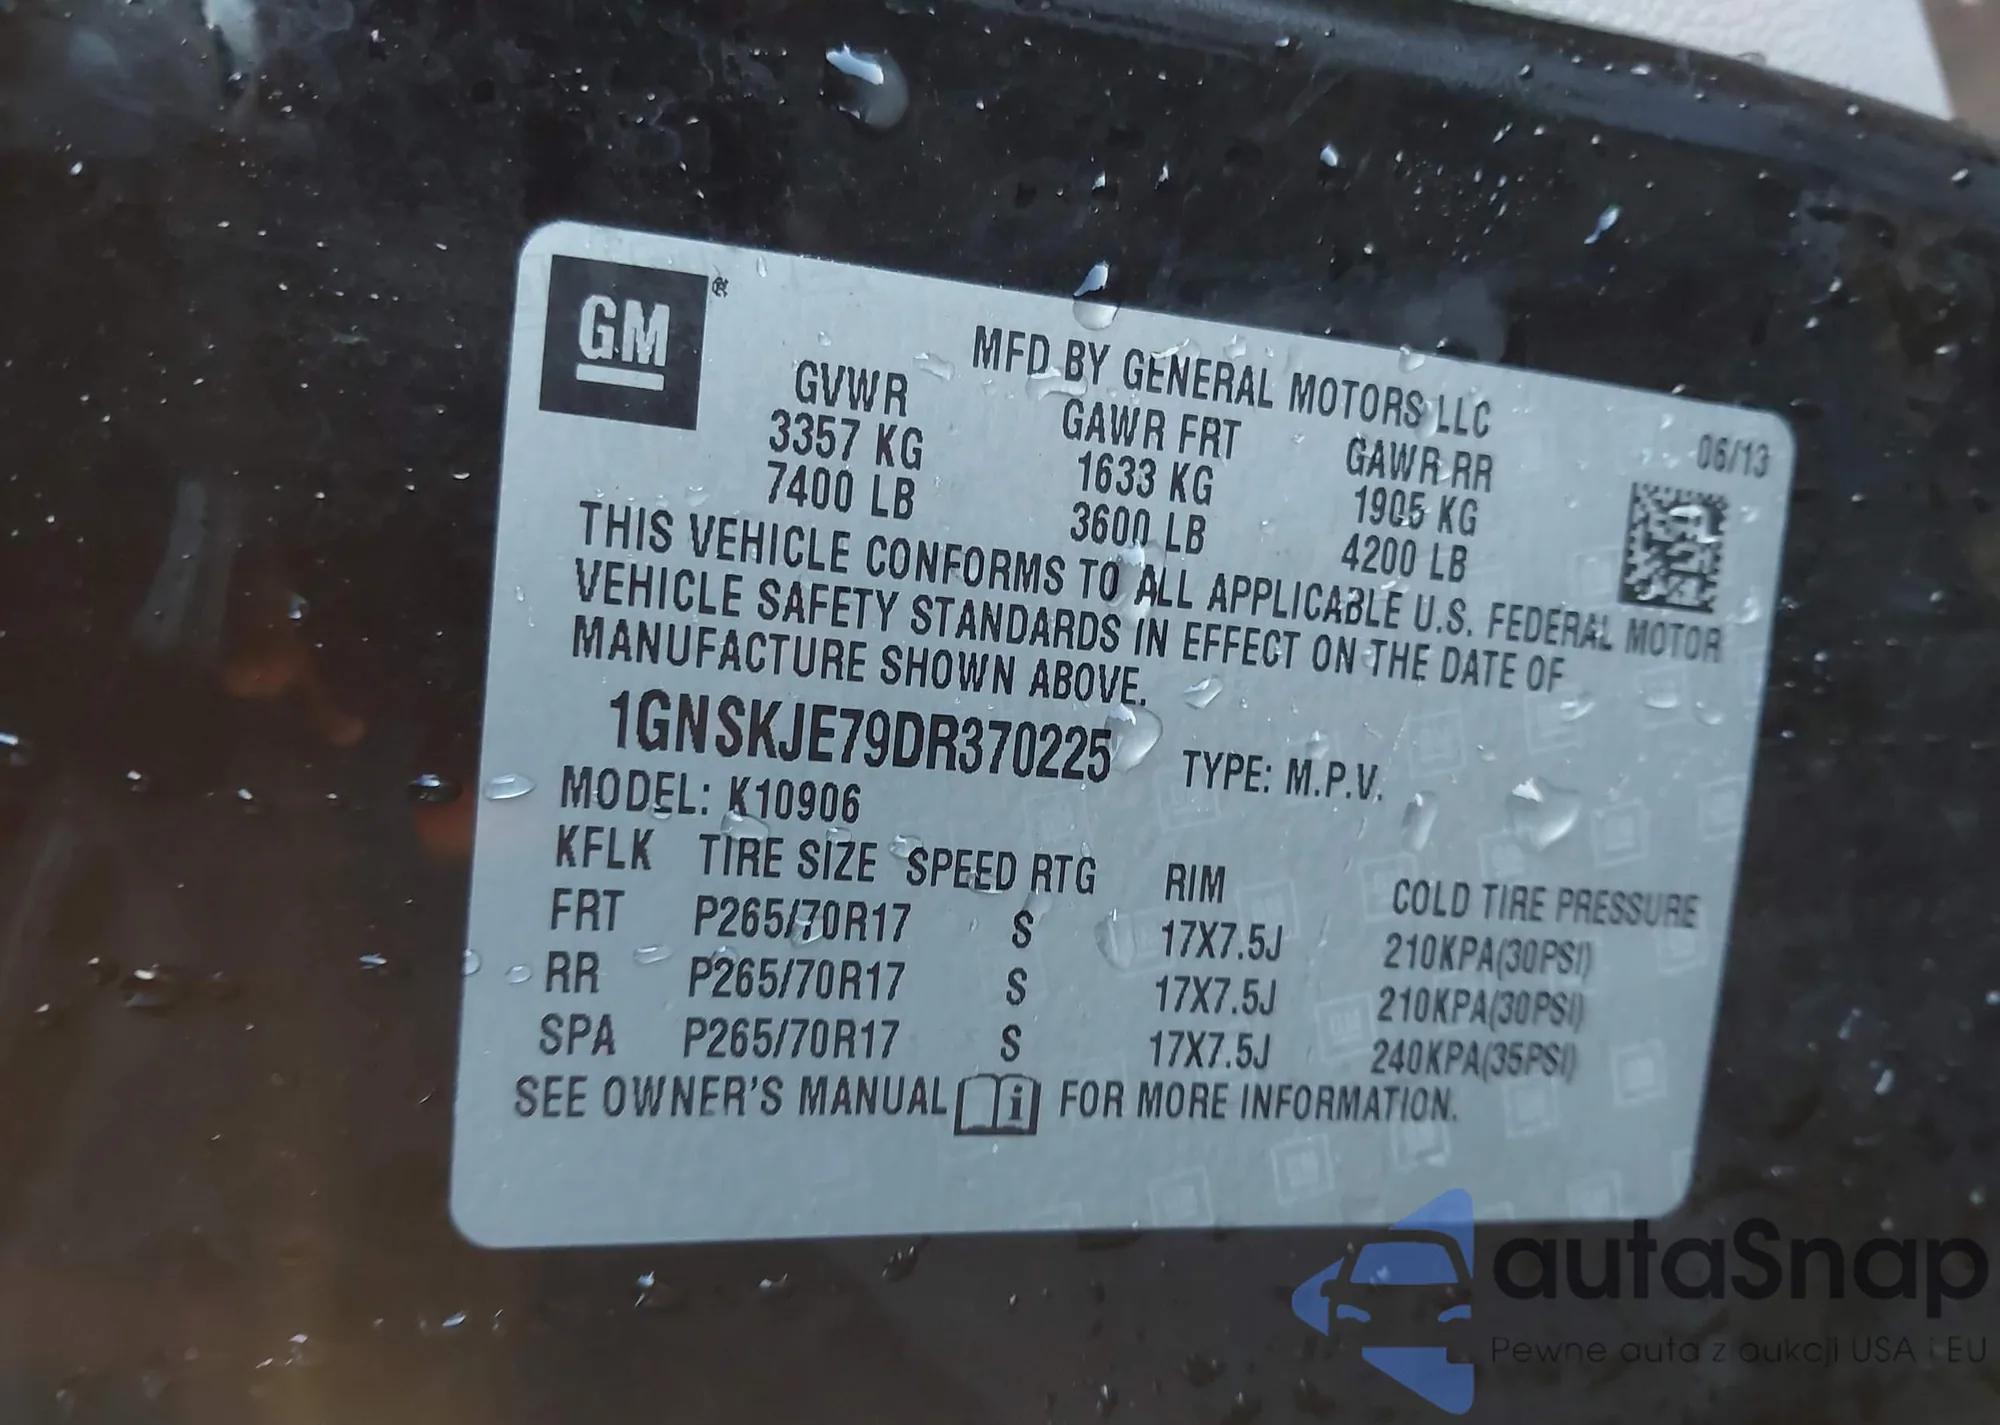 GM
MFD BY GENERAL MOTORS LLC
06/13
GVWR GAWR FRT GAWR RR
3357 KG 1633 KG 1905 KG
7400 LB 3600 LB 4200 LB
THIS VEHICLE CONFORMS TO ALL APPLICABLE U.S. FEDERAL MOTOR
VEHICLE SAFETY STANDARDS IN EFFECT ON THE DATE OF
MANUFACTURE SHOWN ABOVE.
1GNSKJE79DR370225 TYPE: M.P.V.
MODEL: K10906
KFLK TIRE SIZE SPEED RTG RIM COLD TIRE PRESSURE
FRT P265/70R17 S 17X7.5J 210KPA(30PSI)
RR P265/70R17 S 17X7.5J 210KPA(30PSI)
SPA P265/70R17 S 17X7.5J 240KPA(35PSI)
SEE OWNER'S MANUAL i FOR MORE INFORMATION.
autaSnap
Pewne auta z aukcji USA i EU